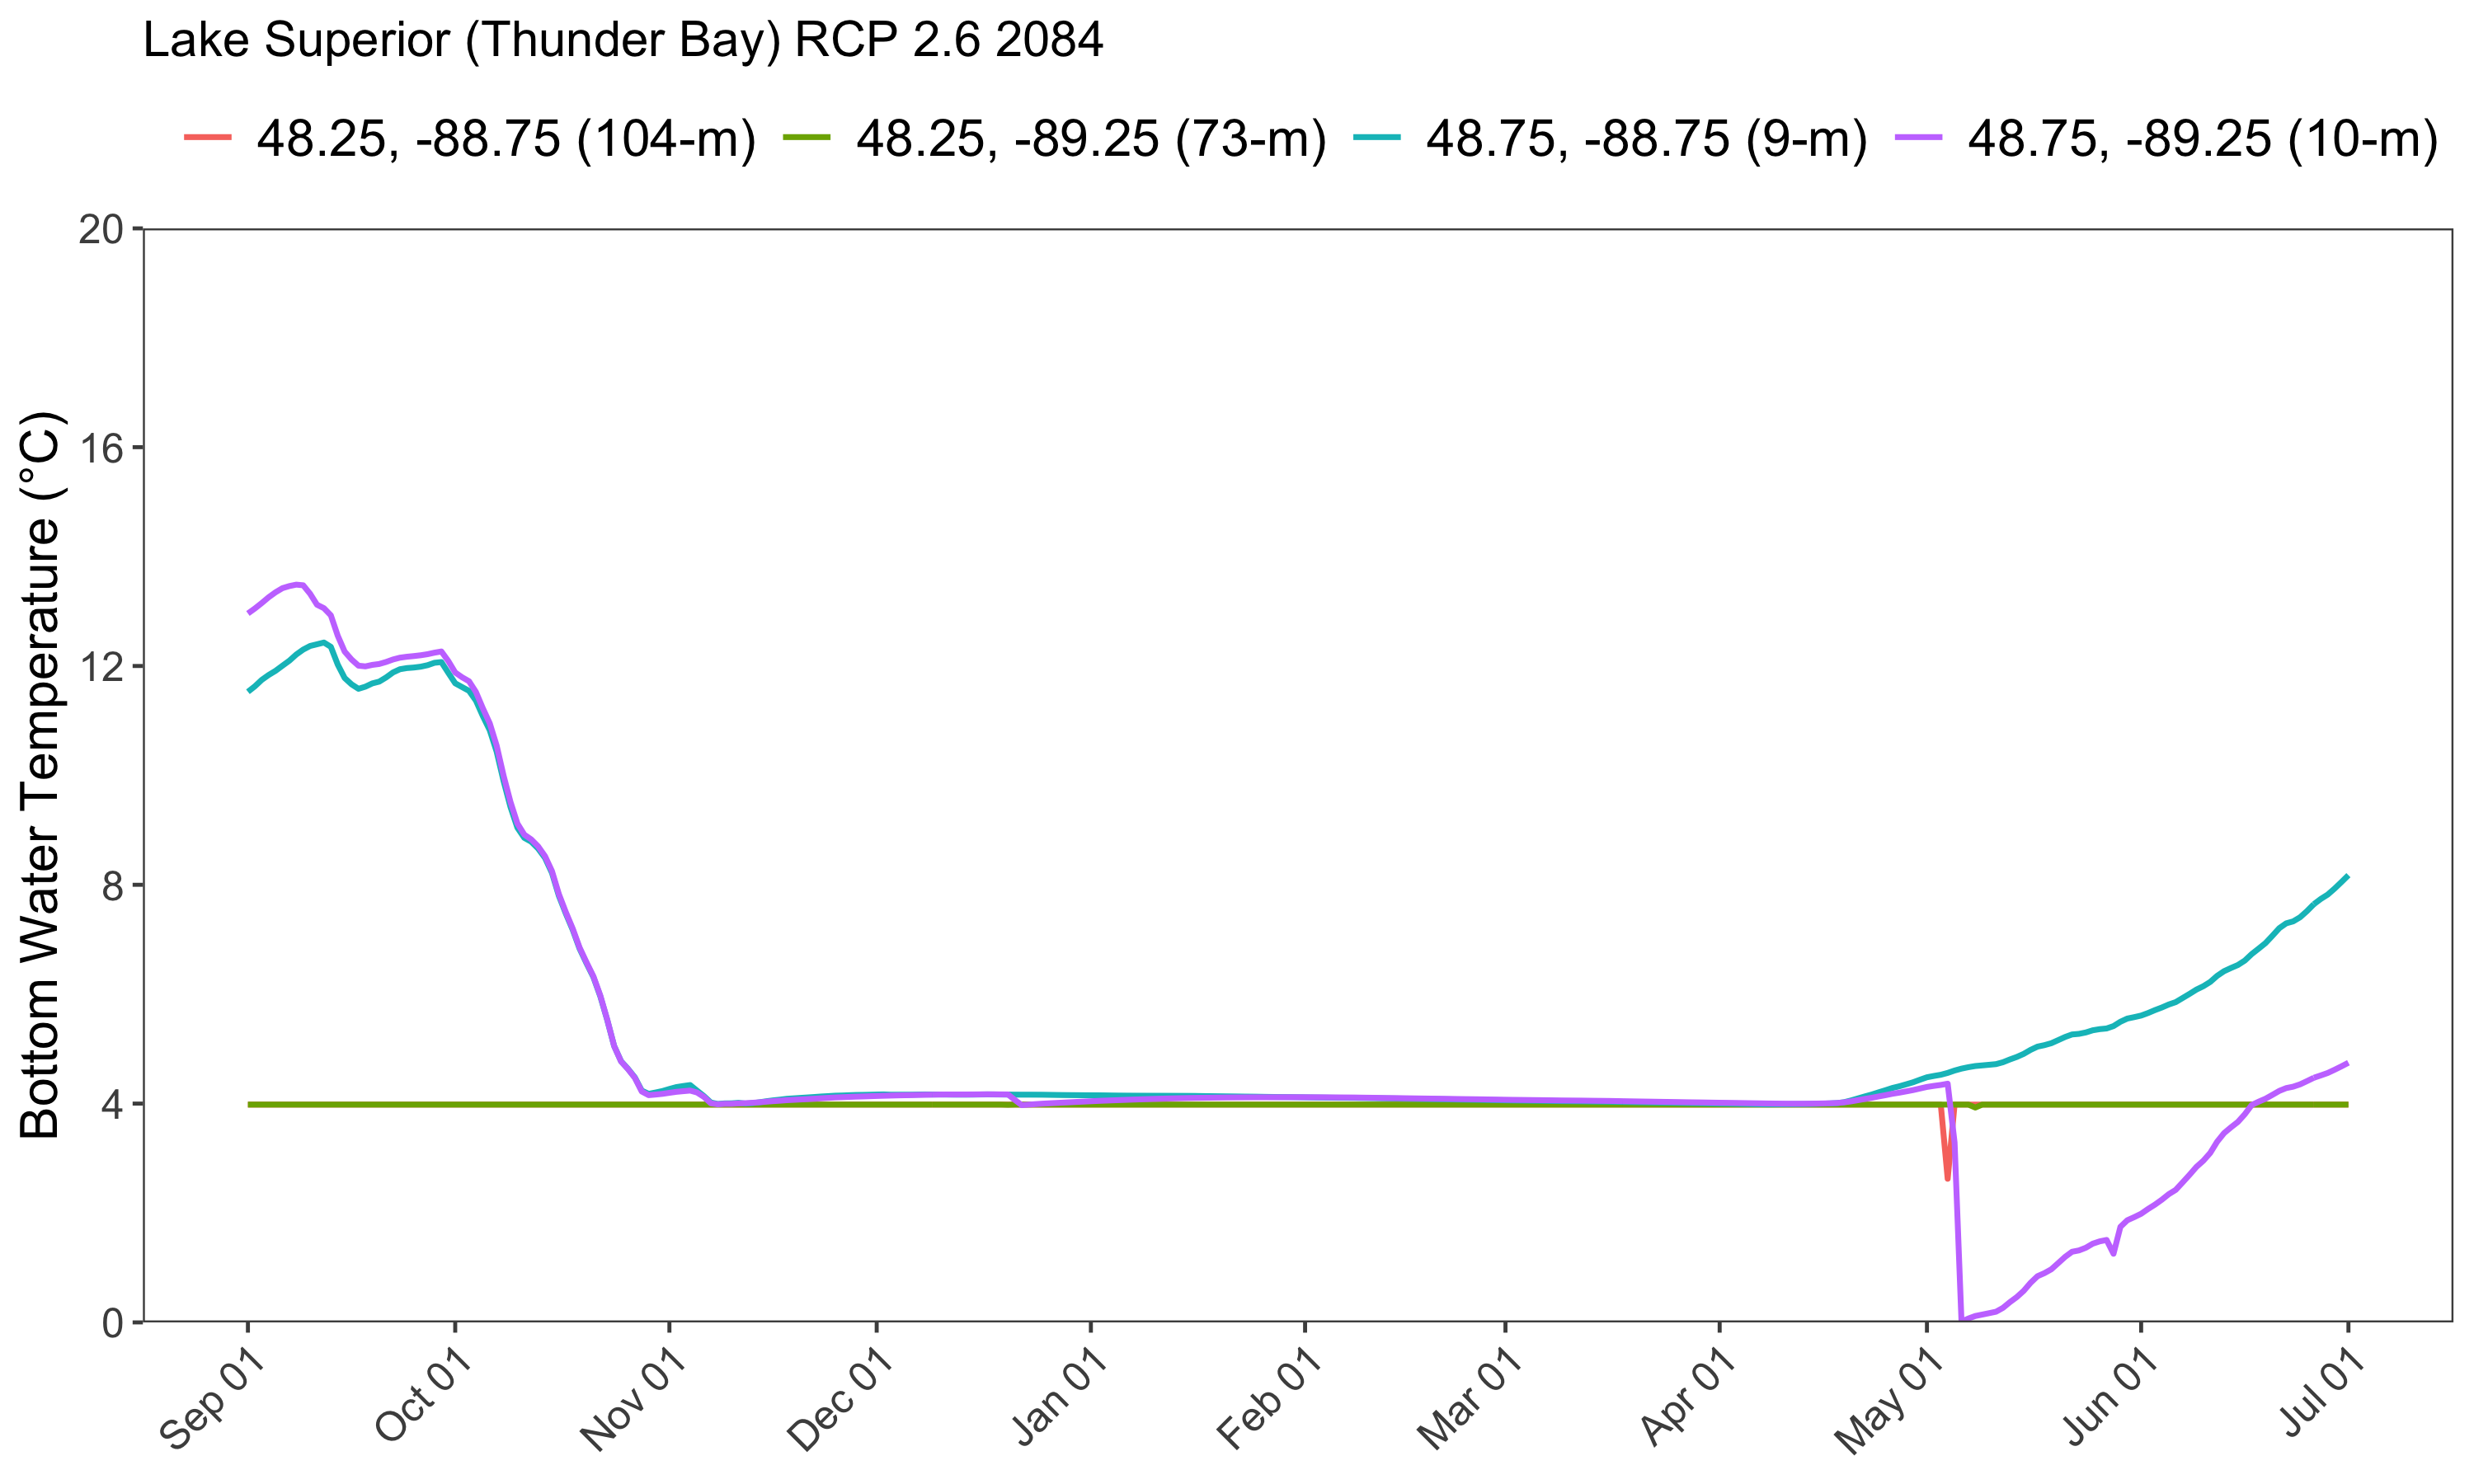 Lake Superior (Thunder Bay) RCP 2.6 2084
48.25, -88.75 (104-m) 48.25, -89.25 (73-m) 48.75, -88.75 (9-m) 48.75, -89.25 (10-m)
Bottom Water Temperature (°C)
20
16
12
8
4
0
Sep 01 Oct 01 Nov 01 Dec 01 Jan 01 Feb 01 Mar 01 Apr 01 May 01 Jun 01 Jul 01